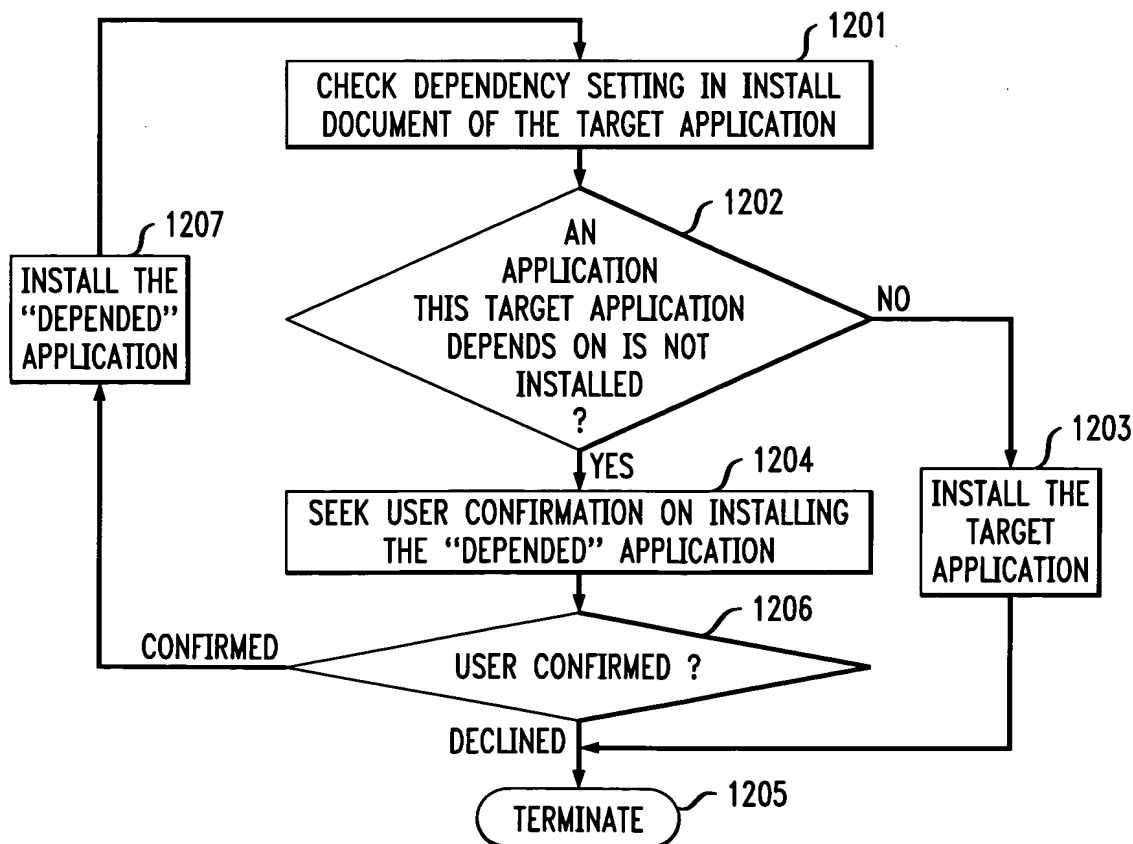 1201
CHECK DEPENDENCY SETTING IN INSTALL
DOCUMENT OF THE TARGET APPLICATION
1202
AN
APPLICATION
THIS TARGET APPLICATION
DEPENDS ON IS NOT
INSTALLED
?
NO
YES
1207
INSTALL THE
“DEPENDED”
APPLICATION
1203
INSTALL THE
TARGET
APPLICATION
1204
SEEK USER CONFIRMATION ON INSTALLING
THE “DEPENDED” APPLICATION
1206
USER CONFIRMED ?
CONFIRMED
DECLINED
1205
TERMINATE